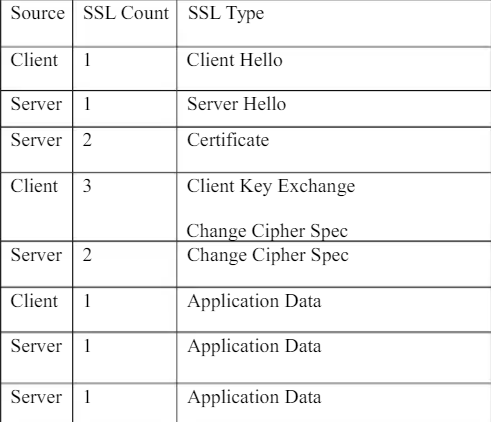 Source SSL Count SSL Type
Client 1 Client Hello
Server 1 Server Hello
Server 2 Certificate
Client 3 Client Key Exchange
Change Cipher Spec
Server 2 Change Cipher Spec
Client 1 Application Data
Server 1 Application Data
Server 1 Application Data